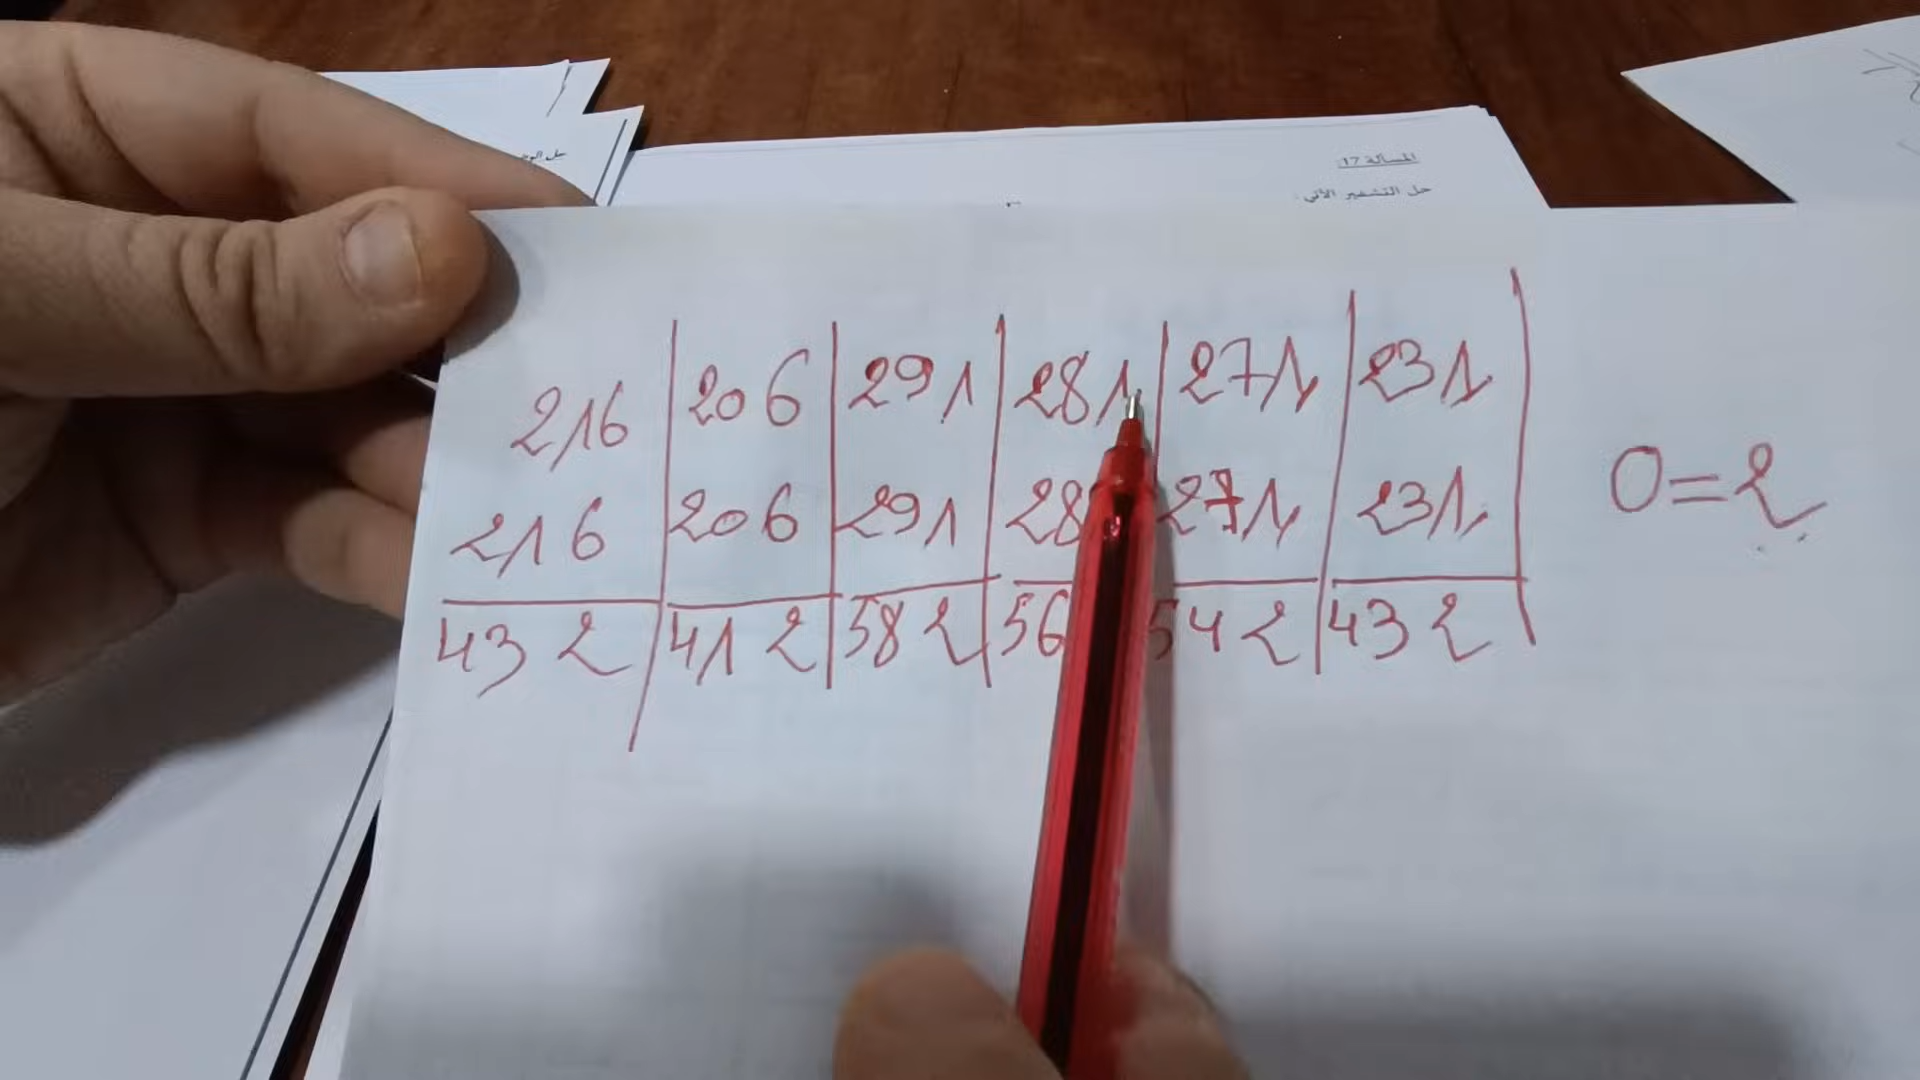 المسألة 17:
حل التشفير الآتي :
216 | 206 | 291 | 281 | 271 | 231
216 | 206 | 291 | 28 | 271 | 231
432 | 412 | 582 | 56 | 542 | 432
O=2